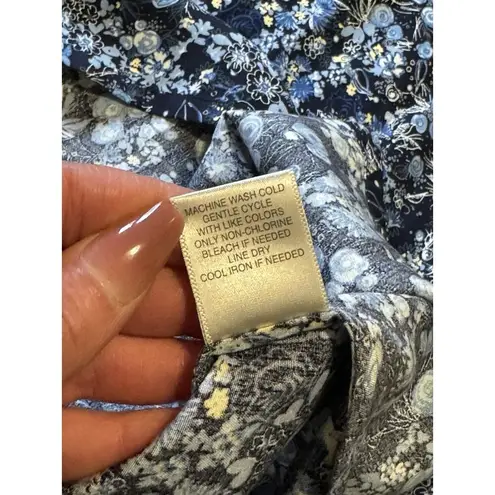 MACHINE WASH COLD
GENTLE CYCLE
WITH LIKE COLORS
ONLY NON-CHLORINE
BLEACH IF NEEDED
LINE DRY
COOL IRON IF NEEDED